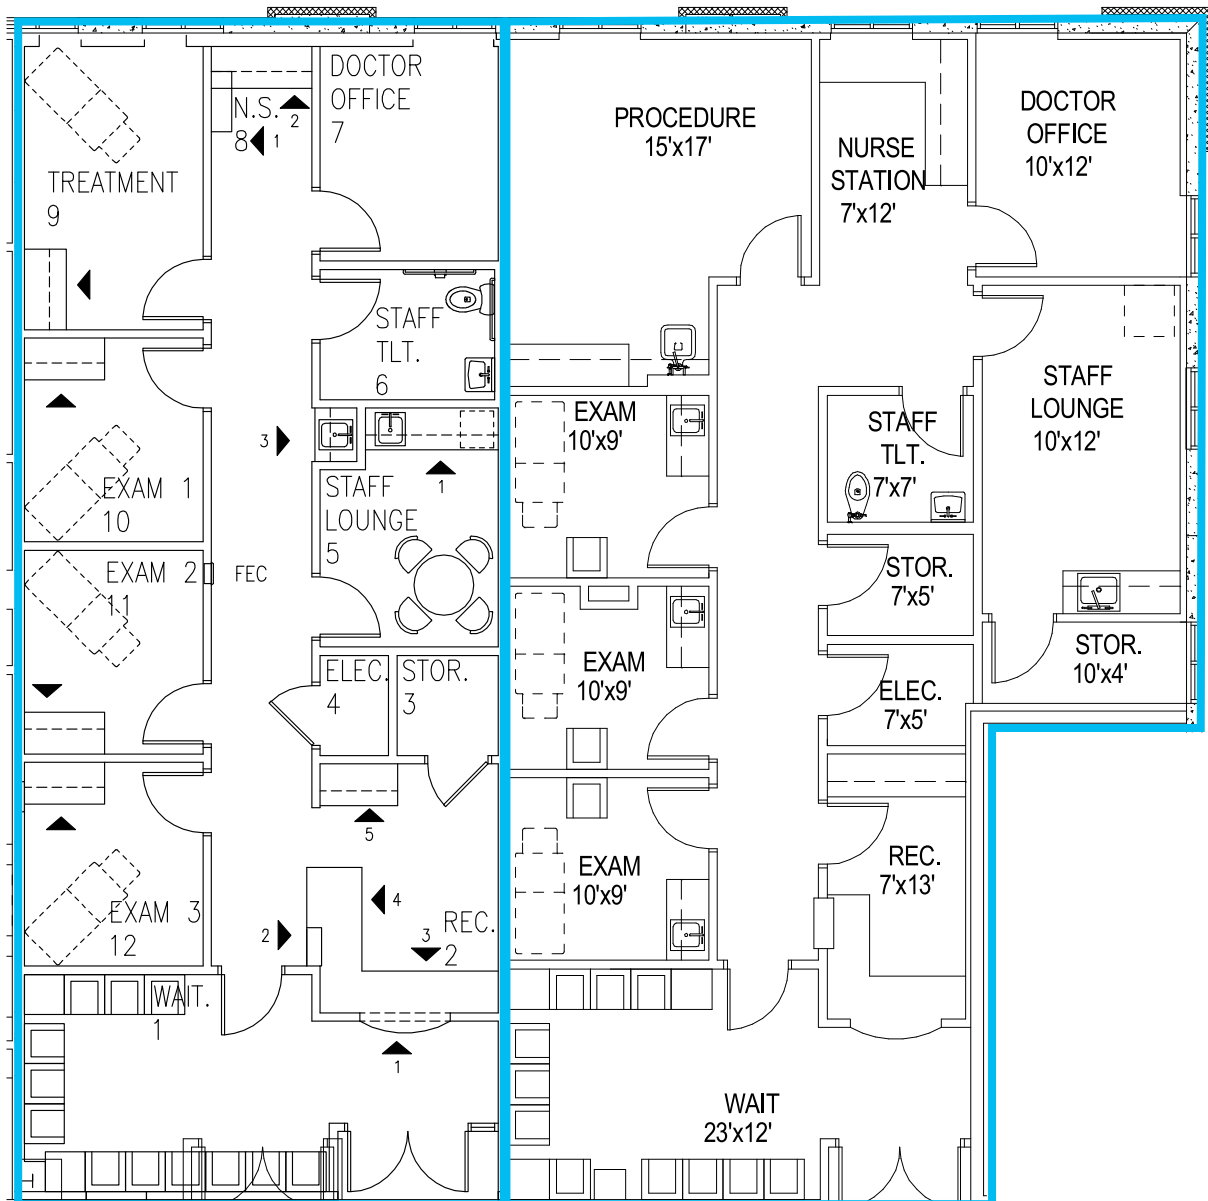 TREATMENT
9
N.S.
8
1
2
DOCTOR
OFFICE
7
STAFF
TLT.
6
EXAM 1
10
3
1
STAFF
LOUNGE
5
EXAM 2
11
FEC
ELEC.
4
STOR.
3
5
4
3
REC.
2
2
EXAM 3
12
WAIT.
1
1
PROCEDURE
15'x17'
NURSE
STATION
7'x12'
DOCTOR
OFFICE
10'x12'
EXAM
10'x9'
STAFF
TLT.
7'x7'
STAFF
LOUNGE
10'x12'
STOR.
7'x5'
EXAM
10'x9'
ELEC.
7'x5'
STOR.
10'x4'
EXAM
10'x9'
REC.
7'x13'
WAIT
23'x12'